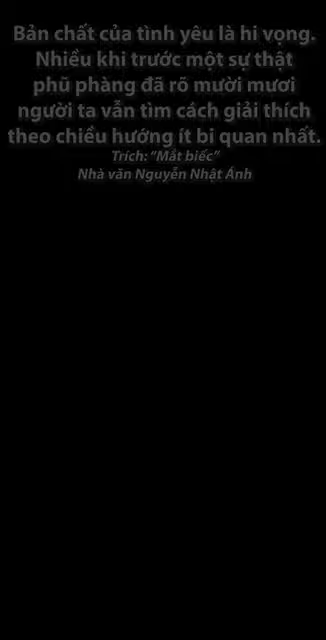 Bản chất của tình yêu là hi vọng.
Nhiều khi trước một sự thật
phũ phàng đã rõ mười mươi
người ta vẫn tìm cách giải thích
theo chiều hướng ít bi quan nhất.
Trích: "Mắt biếc"
Nhà văn Nguyễn Nhật Ánh